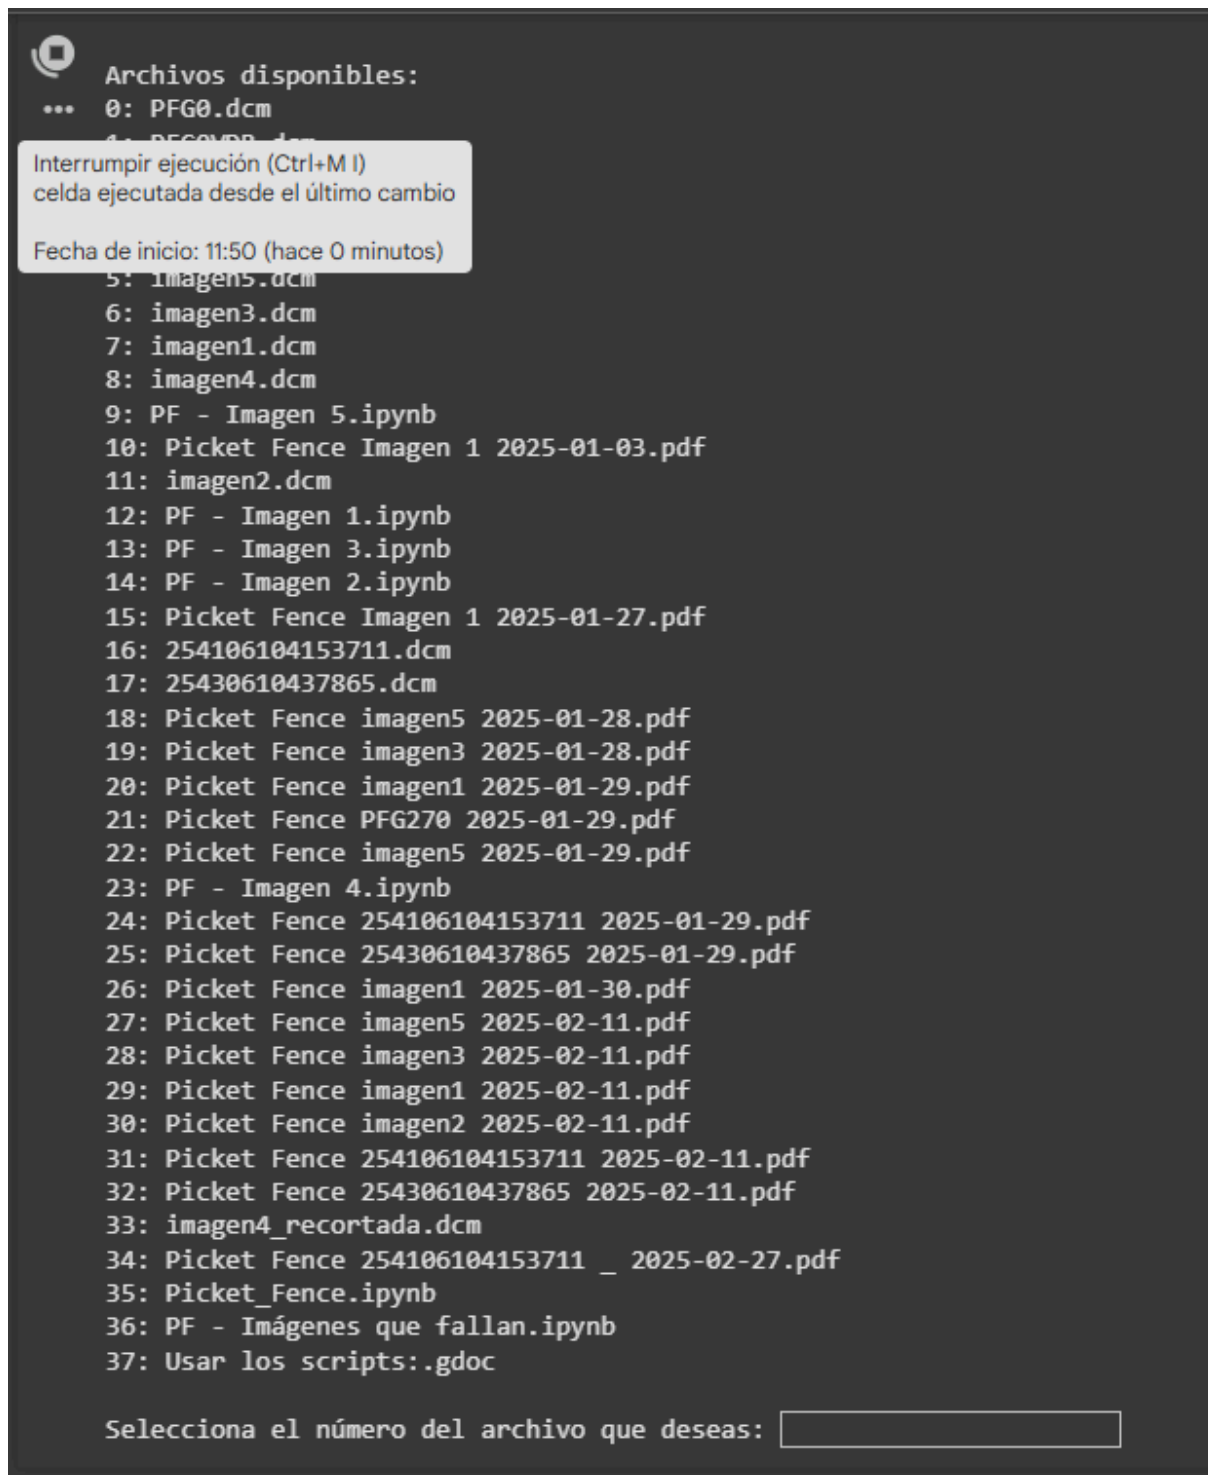 Archivos disponibles:
0: PFG0.dcm
Interrumpir ejecución (Ctrl+M I)
celda ejecutada desde el último cambio
Fecha de inicio: 11:50 (hace 0 minutos)
5: imagen5.dcm
6: imagen3.dcm
7: imagen1.dcm
8: imagen4.dcm
9: PF - Imagen 5.ipynb
10: Picket Fence Imagen 1 2025-01-03.pdf
11: imagen2.dcm
12: PF - Imagen 1.ipynb
13: PF - Imagen 3.ipynb
14: PF - Imagen 2.ipynb
15: Picket Fence Imagen 1 2025-01-27.pdf
16: 254106104153711.dcm
17: 25430610437865.dcm
18: Picket Fence imagen5 2025-01-28.pdf
19: Picket Fence imagen3 2025-01-28.pdf
20: Picket Fence imagen1 2025-01-29.pdf
21: Picket Fence PFG270 2025-01-29.pdf
22: Picket Fence imagen5 2025-01-29.pdf
23: PF - Imagen 4.ipynb
24: Picket Fence 254106104153711 2025-01-29.pdf
25: Picket Fence 25430610437865 2025-01-29.pdf
26: Picket Fence imagen1 2025-01-30.pdf
27: Picket Fence imagen5 2025-02-11.pdf
28: Picket Fence imagen3 2025-02-11.pdf
29: Picket Fence imagen1 2025-02-11.pdf
30: Picket Fence imagen2 2025-02-11.pdf
31: Picket Fence 254106104153711 2025-02-11.pdf
32: Picket Fence 25430610437865 2025-02-11.pdf
33: imagen4_recortada.dcm
34: Picket Fence 254106104153711 _ 2025-02-27.pdf
35: Picket_Fence.ipynb
36: PF - Imágenes que fallan.ipynb
37: Usar los scripts:.gdoc
Selecciona el número del archivo que deseas: